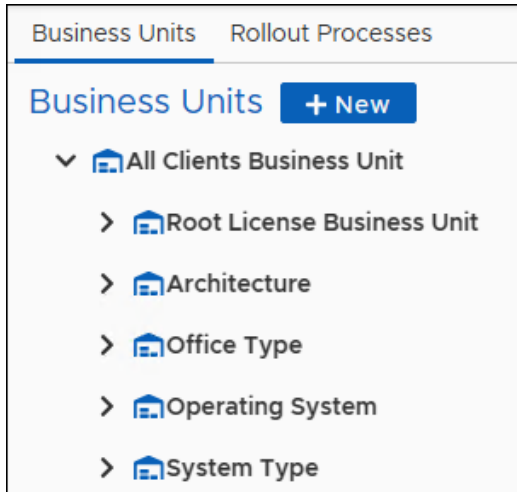 Business Units Rollout Processes
Business Units + New
All Clients Business Unit
Root License Business Unit
Architecture
Office Type
Operating System
System Type